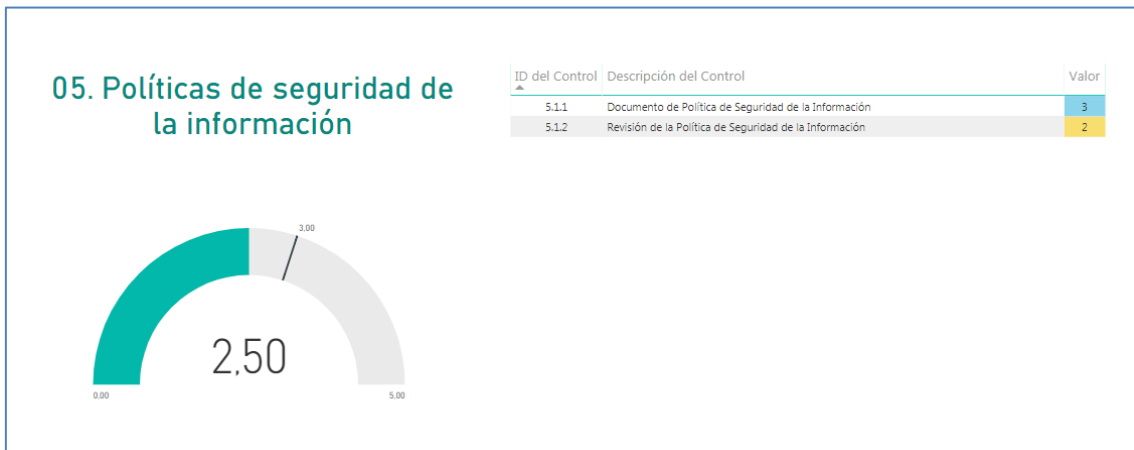 05. Políticas de seguridad de
la información
ID del Control Descripción del Control Valor
5.1.1 Documento de Política de Seguridad de la Información 3
5.1.2 Revisión de la Política de Seguridad de la Información 2
3,00
2,50
0,00 5,00